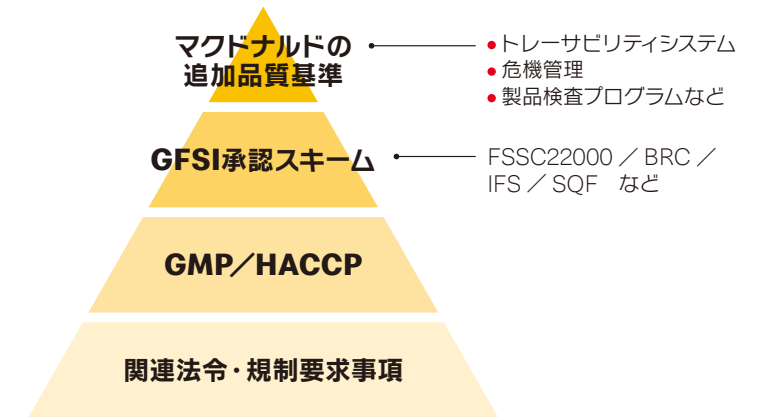 マクドナルドの
追加品質基準
●トレーサビリティシステム
●危機管理
●製品検査プログラムなど
GFSI承認スキーム
FSSC22000 ／ BRC ／
IFS ／ SQF　など
GMP／HACCP
関連法令・規制要求事項